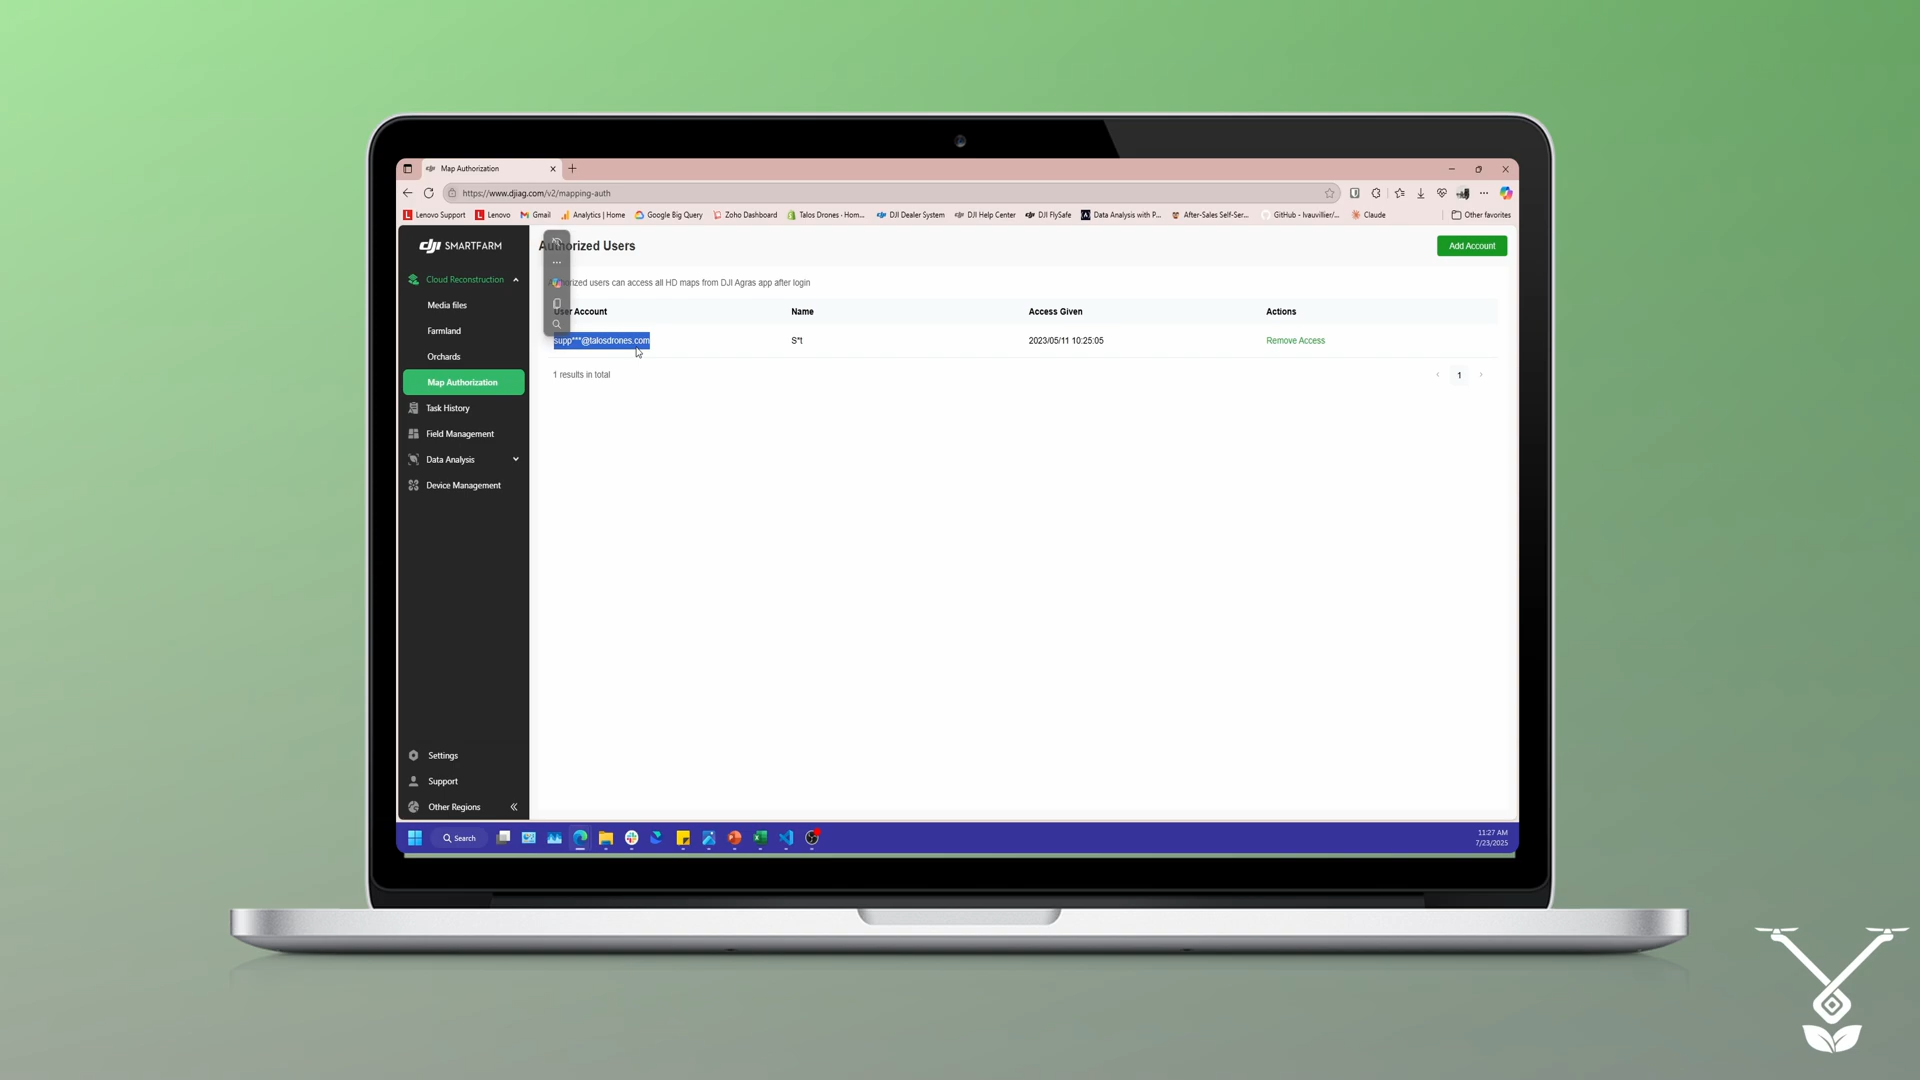 Map Authorization
https://www.djiag.com/v2/mapping-auth
Lenovo Support Lenovo Gmail Analytics | Home Google Big Query Zoho Dashboard Talos Drones - Hom... DJI Dealer System DJI Help Center DJI FlySafe Data Analysis with P... After-Sales Self-Ser... GitHub - lvauvillier/... Claude Other favorites
dji SMARTFARM
Cloud Reconstruction
Media files
Farmland
Orchards
Map Authorization
Task History
Field Management
Data Analysis
Device Management
Settings
Support
Other Regions
Authorized Users
Add Account
Authorized users can access all HD maps from DJI Agras app after login
User Account Name Access Given Actions
supp***@talosdrones.com S*t 2023/05/11 10:25:05 Remove Access
1 results in total
1
Search
11:27 AM
7/23/2025